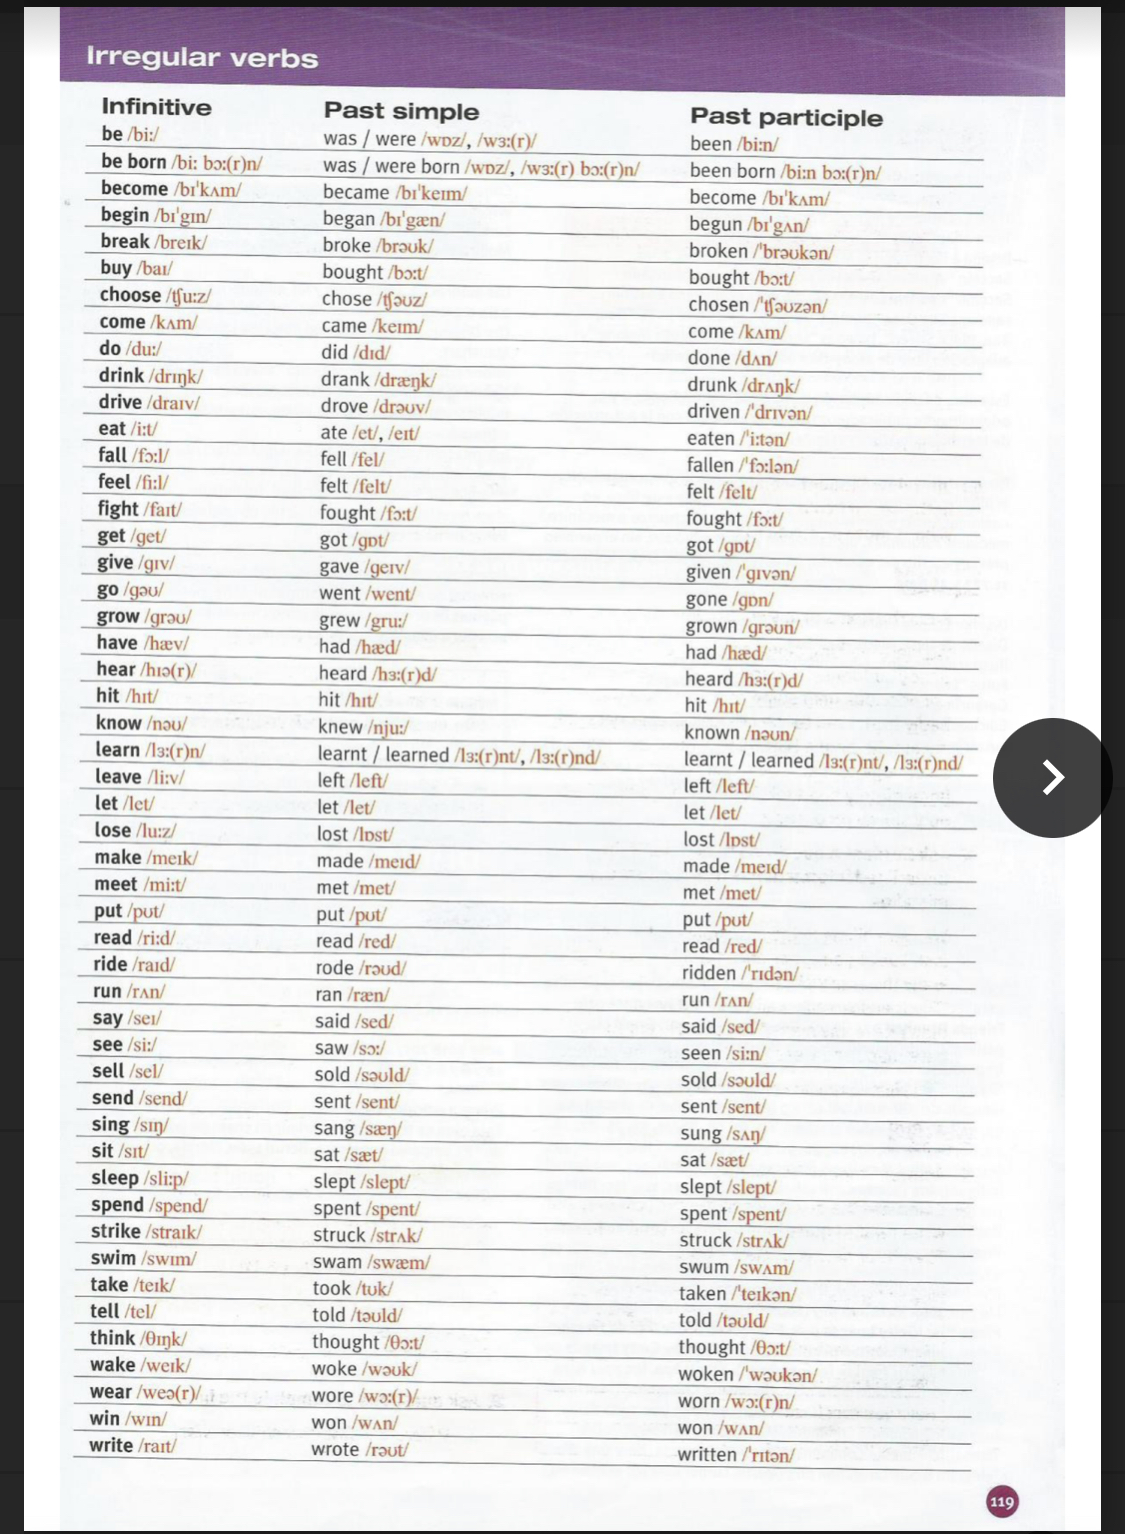 Irregular verbs
Infinitive Past simple Past participle
be /biː/ was / were /wɒz/, /wɜː(r)/ been /biːn/
be born /biː bɔː(r)n/ was / were born /wɒz/, /wɜː(r) bɔː(r)n/ been born /biːn bɔː(r)n/
become /bɪˈkʌm/ became /bɪˈkeɪm/ become /bɪˈkʌm/
begin /bɪˈgɪn/ began /bɪˈgæn/ begun /bɪˈgʌn/
break /breɪk/ broke /brəʊk/ broken /ˈbrəʊkən/
buy /baɪ/ bought /bɔːt/ bought /bɔːt/
choose /tʃuːz/ chose /tʃəʊz/ chosen /ˈtʃəʊzən/
come /kʌm/ came /keɪm/ come /kʌm/
do /duː/ did /dɪd/ done /dʌn/
drink /drɪŋk/ drank /dræŋk/ drunk /drʌŋk/
drive /draɪv/ drove /drəʊv/ driven /ˈdrɪvən/
eat /iːt/ ate /et/, /eɪt/ eaten /ˈiːtən/
fall /fɔːl/ fell /fel/ fallen /ˈfɔːlən/
feel /fiːl/ felt /felt/ felt /felt/
fight /faɪt/ fought /fɔːt/ fought /fɔːt/
get /get/ got /gɒt/ got /gɒt/
give /gɪv/ gave /geɪv/ given /ˈgɪvən/
go /gəʊ/ went /went/ gone /gɒn/
grow /grəʊ/ grew /gruː/ grown /grəʊn/
have /hæv/ had /hæd/ had /hæd/
hear /hɪə(r)/ heard /hɜː(r)d/ heard /hɜː(r)d/
hit /hɪt/ hit /hɪt/ hit /hɪt/
know /nəʊ/ knew /njuː/ known /nəʊn/
learn /lɜː(r)n/ learnt / learned /lɜː(r)nt/, /lɜː(r)nd/ learnt / learned /lɜː(r)nt/, /lɜː(r)nd/
leave /liːv/ left /left/ left /left/
let /let/ let /let/ let /let/
lose /luːz/ lost /lɒst/ lost /lɒst/
make /meɪk/ made /meɪd/ made /meɪd/
meet /miːt/ met /met/ met /met/
put /pʊt/ put /pʊt/ put /pʊt/
read /riːd/ read /red/ read /red/
ride /raɪd/ rode /rəʊd/ ridden /ˈrɪdən/
run /rʌn/ ran /ræn/ run /rʌn/
say /seɪ/ said /sed/ said /sed/
see /siː/ saw /sɔː/ seen /siːn/
sell /sel/ sold /səʊld/ sold /səʊld/
send /send/ sent /sent/ sent /sent/
sing /sɪŋ/ sang /sæŋ/ sung /sʌŋ/
sit /sɪt/ sat /sæt/ sat /sæt/
sleep /sliːp/ slept /slept/ slept /slept/
spend /spend/ spent /spent/ spent /spent/
strike /straɪk/ struck /strʌk/ struck /strʌk/
swim /swɪm/ swam /swæm/ swum /swʌm/
take /teɪk/ took /tʊk/ taken /ˈteɪkən/
tell /tel/ told /təʊld/ told /təʊld/
think /θɪŋk/ thought /θɔːt/ thought /θɔːt/
wake /weɪk/ woke /wəʊk/ woken /ˈwəʊkən/
wear /weə(r)/ wore /wɔː(r)/ worn /wɔː(r)n/
win /wɪn/ won /wʌn/ won /wʌn/
write /raɪt/ wrote /rəʊt/ written /ˈrɪtən/
119